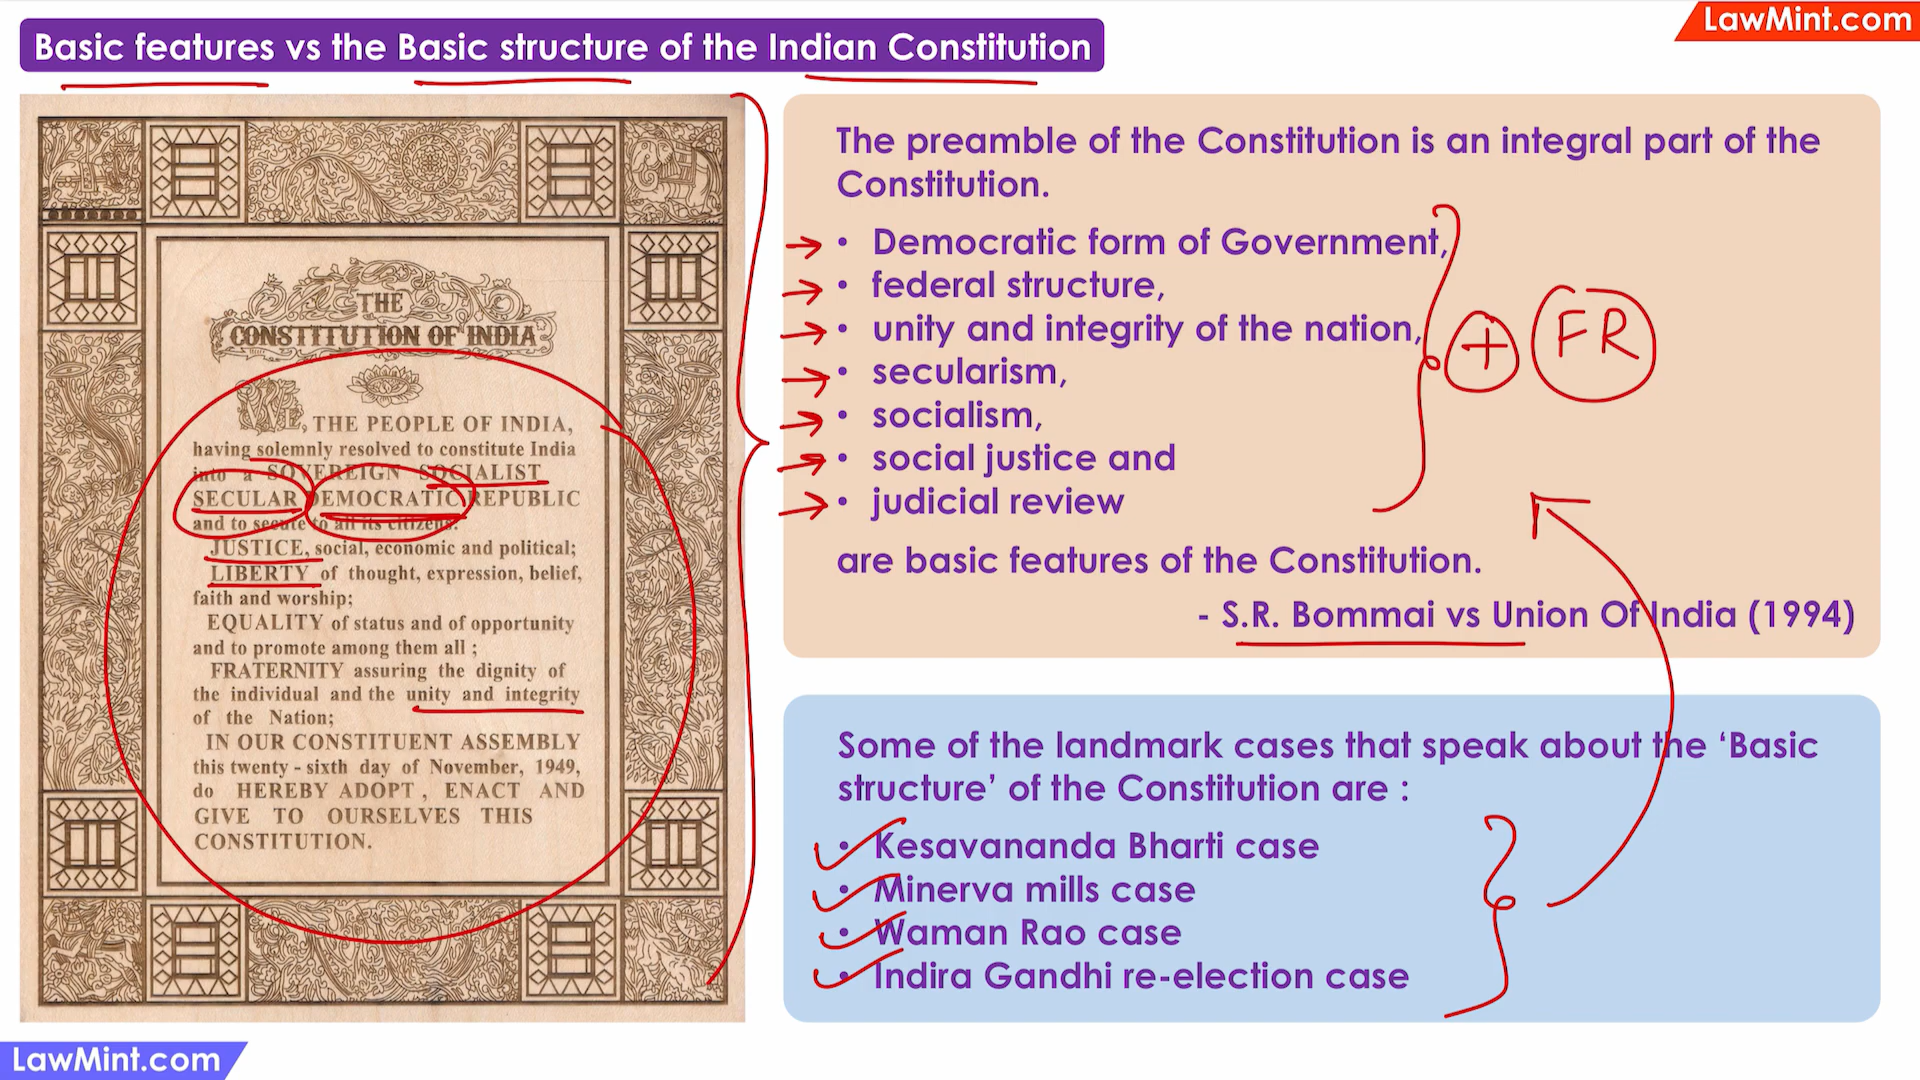 Basic features vs the Basic structure of the Indian Constitution
LawMint.com
THE
CONSTITUTION OF INDIA
WE, THE PEOPLE OF INDIA,
having solemnly resolved to constitute India
into a SOVEREIGN SOCIALIST
SECULAR DEMOCRATIC REPUBLIC
and to secure to all its citizens:
JUSTICE, social, economic and political;
LIBERTY of thought, expression, belief,
faith and worship;
EQUALITY of status and of opportunity
and to promote among them all ;
FRATERNITY assuring the dignity of
the individual and the unity and integrity
of the Nation;
IN OUR CONSTITUENT ASSEMBLY
this twenty - sixth day of November, 1949,
do HEREBY ADOPT, ENACT AND
GIVE TO OURSELVES THIS
CONSTITUTION.
The preamble of the Constitution is an integral part of the
Constitution.
• Democratic form of Government,
• federal structure,
• unity and integrity of the nation,
• secularism,
• socialism,
• social justice and
• judicial review
+ FR
are basic features of the Constitution.
- S.R. Bommai vs Union Of India (1994)
Some of the landmark cases that speak about the ‘Basic
structure’ of the Constitution are :
• Kesavananda Bharti case
• Minerva mills case
• Waman Rao case
• Indira Gandhi re-election case
LawMint.com